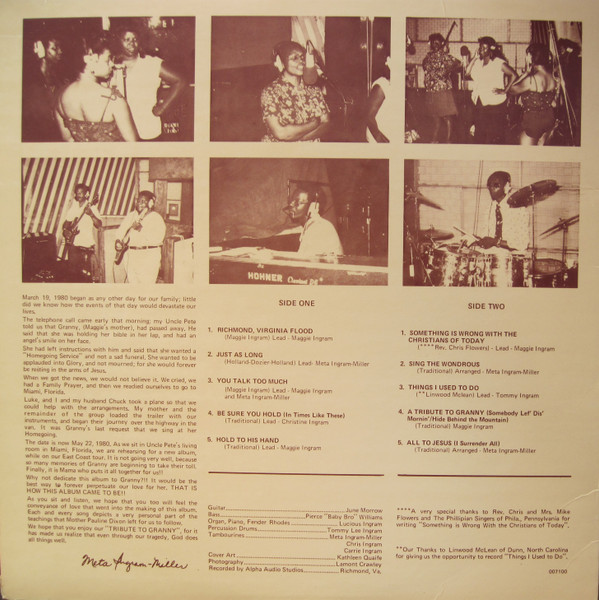 HOHNER
March 19, 1980 began as any other day for our family; little
did we know how the events of that day would devastate our
lives.
The telephone call came early that morning: my Uncle Pete
told us that Granny, (Maggie's mother), had passed away. He
said that she was holding her bible in her lap, and had an
angel's smile on her face.
She had left instructions with him and said that she wanted a
"Homegoing Service" and not a sad funeral. She wanted to be
applauded into Glory, and not mourned; for she would forever
be resting in the arms of Jesus.
When we got the news, we would not believe it. We cried, we
had a Family Prayer, and then we reached ourselves to go to
Miami, Florida.
Luke, and I and my husband Chuck took a plane so that we
could help with the arrangements. My mother and the
remainder of the group loaded the trailer with our
instruments, and began their journey over the highway in the
van. It was Granny's last request that we sing at her
Homegoing.
The date is now May 22, 1980. As we sit in Uncle Pete's living
room in Miami, Florida, we are rehearsing for a new album,
while on our East Coast tour. It is not going very well, because
so many memories of Granny are beginning to take their toll.
Finally, it is Mama who puts it all together for us!!
Why not dedicate this album to Granny?!! It would be the
best way to forever perpetuate our love for her. THAT IS
HOW THIS ALBUM CAME TO BE!!
As you sit and listen, we hope that you too will feel the
conveyance of love that went into the making of this album.
Each and every song depicts a very personal part of the
teachings that Mother Pauline Dixon left for us to follow.
We hope that you enjoy our "TRIBUTE TO GRANNY", for it
has made us realize that even through our tragedy, God does
all things well.
Meta Ingram-Miller
SIDE ONE
1. RICHMOND, VIRGINIA FLOOD
(Maggie Ingram) Lead - Maggie Ingram
2. JUST AS LONG
(Holland-Dozier-Holland) Lead- Meta Ingram-Miller
3. YOU TALK TOO MUCH
(Maggie Ingram) Lead - Maggie Ingram
and Meta Ingram-Miller
4. BE SURE YOU HOLD (In Times Like These)
(Traditional) Lead - Christine Ingram
5. HOLD TO HIS HAND
(Traditional) Lead - Maggie Ingram
Guitar June Morrow
Bass Pierce "Baby Bro" Williams
Organ, Piano, Fender Rhodes Lucious Ingram
Percussion Drums Tommy Lee Ingram
Tambourines Meta Ingram-Miller
Chris Ingram
Corrie Ingram
Cover Art Kathleen Quaife
Photography Lamont Crawley
Recorded by Alpha Audio Studios Richmond, Va.
SIDE TWO
1. SOMETHING IS WRONG WITH THE
CHRISTIANS OF TODAY
(****Rev. Chris Flowers) - Lead - Maggie Ingram
2. SING THE WONDROUS
(Traditional) Arranged - Meta Ingram-Miller
3. THINGS I USED TO DO
(**Linwood Mclean) Lead - Tommy Ingram
4. A TRIBUTE TO GRANNY (Somebody Lef' Dis'
Mornin'/Hide Behind the Mountain)
(Traditional) Maggie Ingram
5. ALL TO JESUS (I Surrender All)
(Traditional) Arranged - Meta Ingram-Miller
****A very special thanks to Rev. Chris and Mrs. Mike
Flowers and The Phillipian Singers of Phila., Pennsylvania for
writing "Something is Wrong With the Christians of Today".
**Our Thanks to Linwood McLean of Dunn, North Carolina
for giving us the opportunity to record "Things I Used to Do".
007100